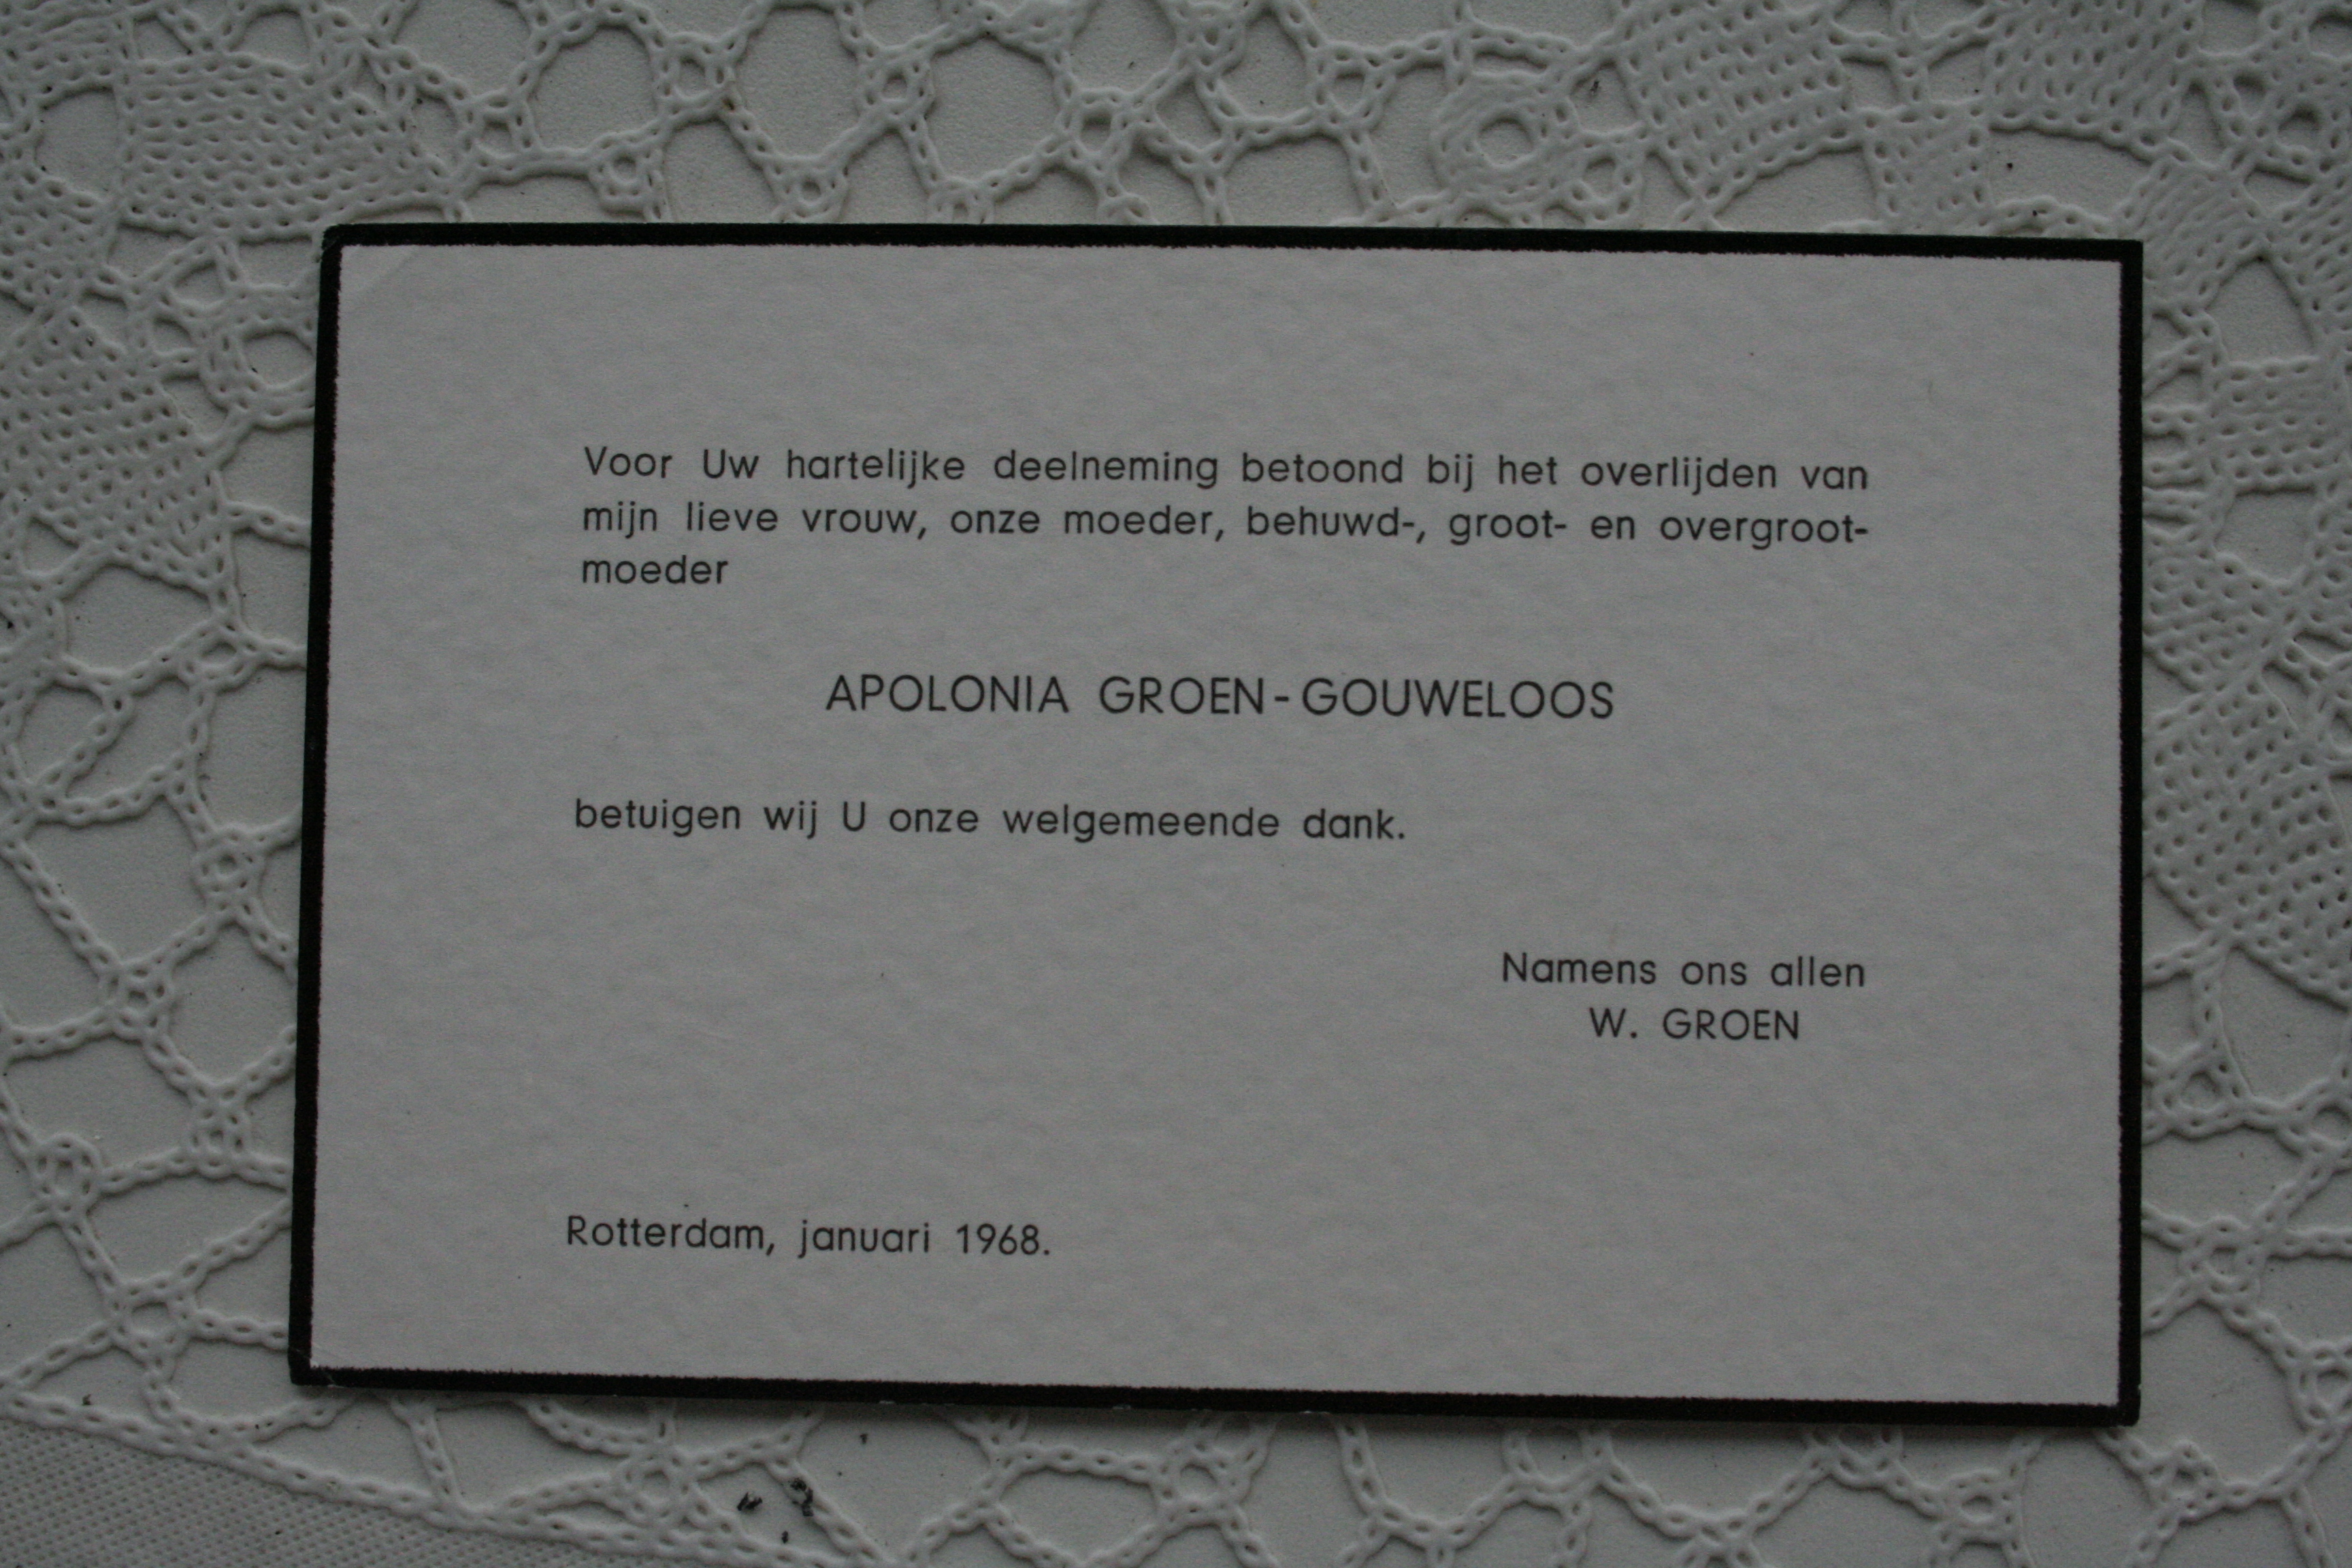 Voor Uw hartelijke deelneming betoond bij het overlijden van
mijn lieve vrouw, onze moeder, behuwd-, groot- en overgroot-
moeder
APOLONIA GROEN-GOUWELOOS
betuigen wij U onze welgemeende dank.
Namens ons allen
W. GROEN
Rotterdam, januari 1968.